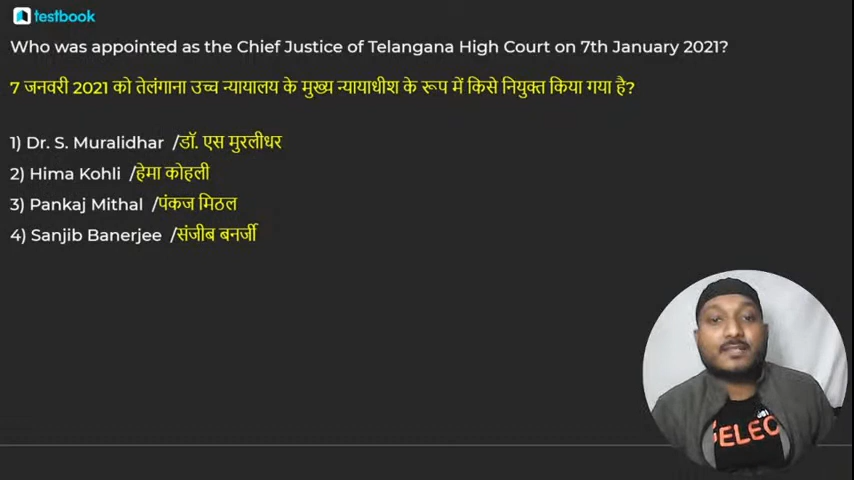 testbook
Who was appointed as the Chief Justice of Telangana High Court on 7th January 2021?
7 जनवरी 2021 को तेलंगाना उच्च न्यायालय के मुख्य न्यायाधीश के रूप में किसे नियुक्त किया गया है?
1) Dr. S. Muralidhar /डॉ. एस मुरलीधर
2) Hima Kohli /हेमा कोहली
3) Pankaj Mithal /पंकज मिठल
4) Sanjib Banerjee /संजीब बनर्जी